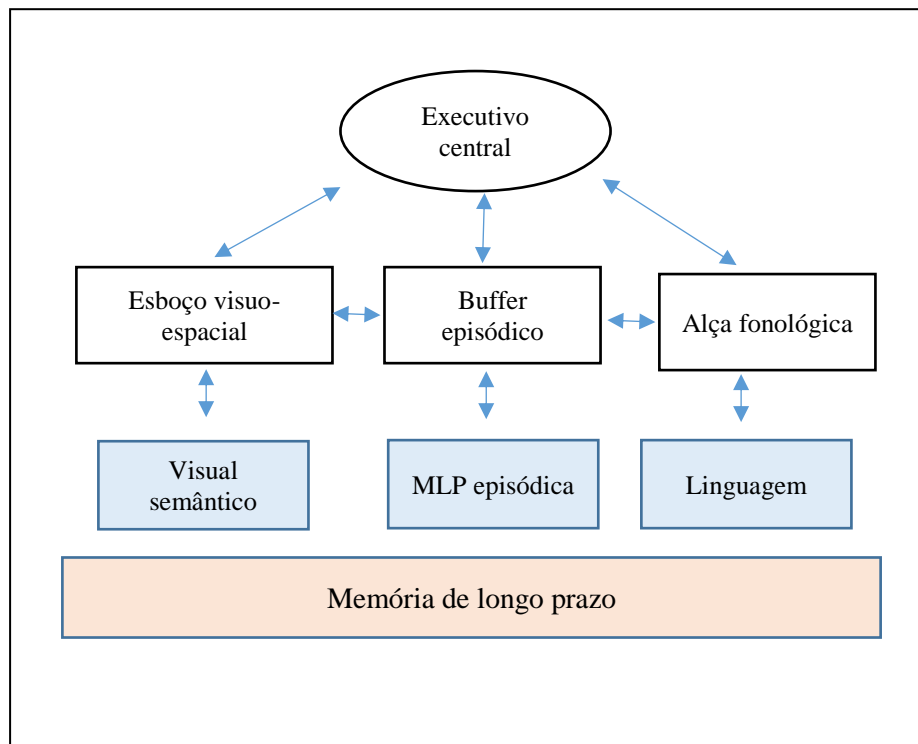 Executivo
central
Esboço visuo-
espacial
Buffer
episódico
Alça fonológica
Visual
semântico
MLP episódica
Linguagem
Memória de longo prazo